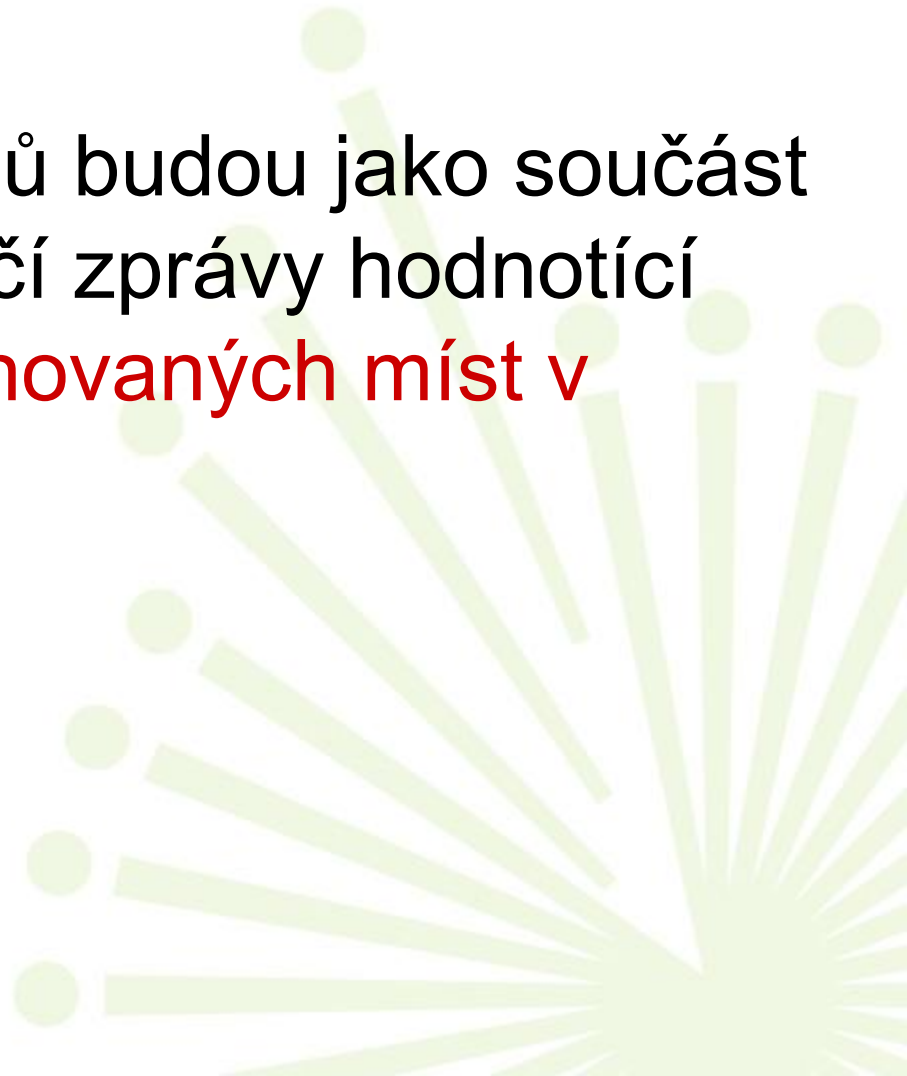 ů budou jako součást
čí zprávy hodnotící
novaných míst v